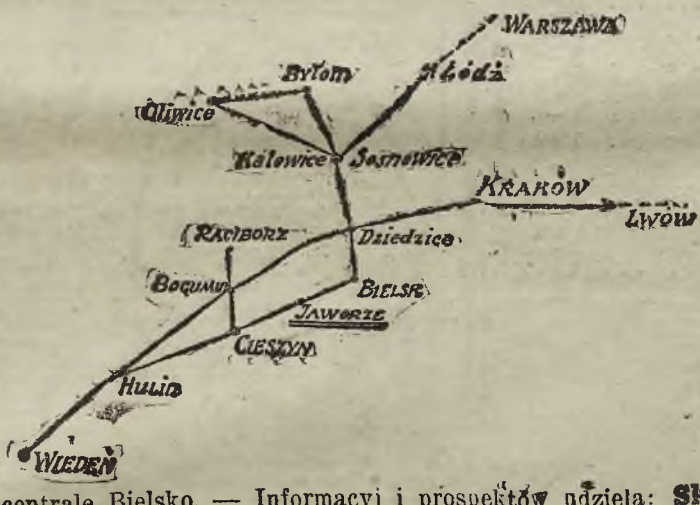 WARSZAWA
Łódź
Bytom
Gliwice
Katowice Sosnowice
KRAKÓW
LWÓW
RACIBORZ
Dziedzice
BOGUMIN
BIELSK
JAWORZE
CIESZYN
HULIN
WIEDEŃ
centrale Bielsko — Informacyi i prospektów udziela: